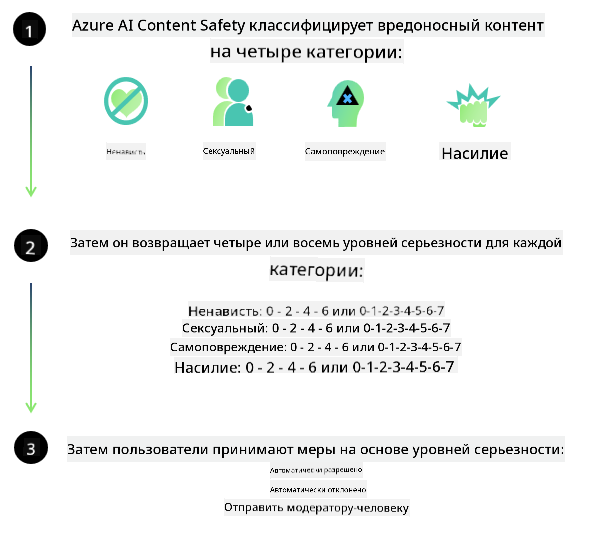 1
Azure AI Content Safety классифицирует вредоносный контент
на четыре категории:
Ненависть
Сексуальный
Самоповреждение
Насилие
2
Затем он возвращает четыре или восемь уровней серьезности для каждой
категории:
Ненависть: 0 - 2 - 4 - 6 или 0-1-2-3-4-5-6-7
Сексуальный: 0 - 2 - 4 - 6 или 0-1-2-3-4-5-6-7
Самоповреждение: 0 - 2 - 4 - 6 или 0-1-2-3-4-5-6-7
Насилие: 0 - 2 - 4 - 6 или 0-1-2-3-4-5-6-7
3
Затем пользователи принимают меры на основе уровней серьезности:
Автоматически разрешено
Автоматически отклонено
Отправить модератору-человеку